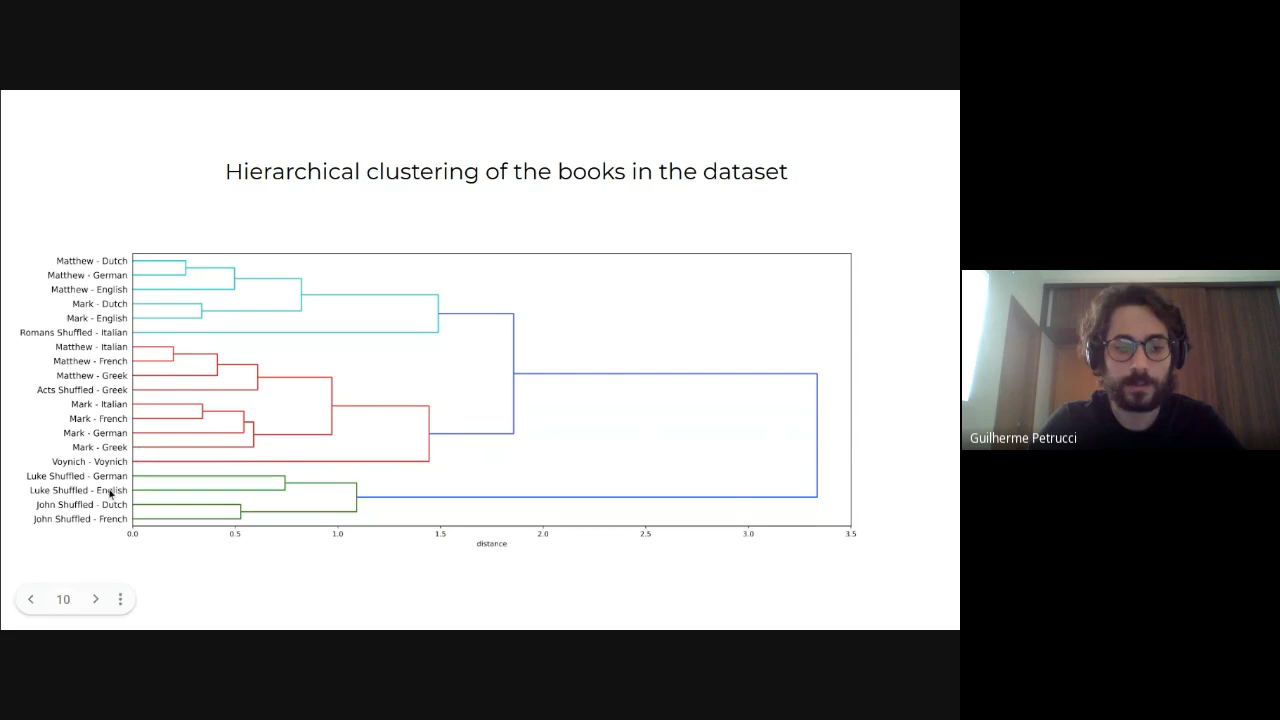 Hierarchical clustering of the books in the dataset
Matthew - Dutch
Matthew - German
Matthew - English
Mark - Dutch
Mark - English
Romans Shuffled - Italian
Matthew - Italian
Matthew - French
Matthew - Greek
Acts Shuffled - Greek
Mark - Italian
Mark - French
Mark - German
Mark - Greek
Voynich - Voynich
Luke Shuffled - German
Luke Shuffled - English
John Shuffled - Dutch
John Shuffled - French
0.0 0.5 1.0 1.5 2.0 2.5 3.0 3.5
distance
10
Guilherme Petrucci